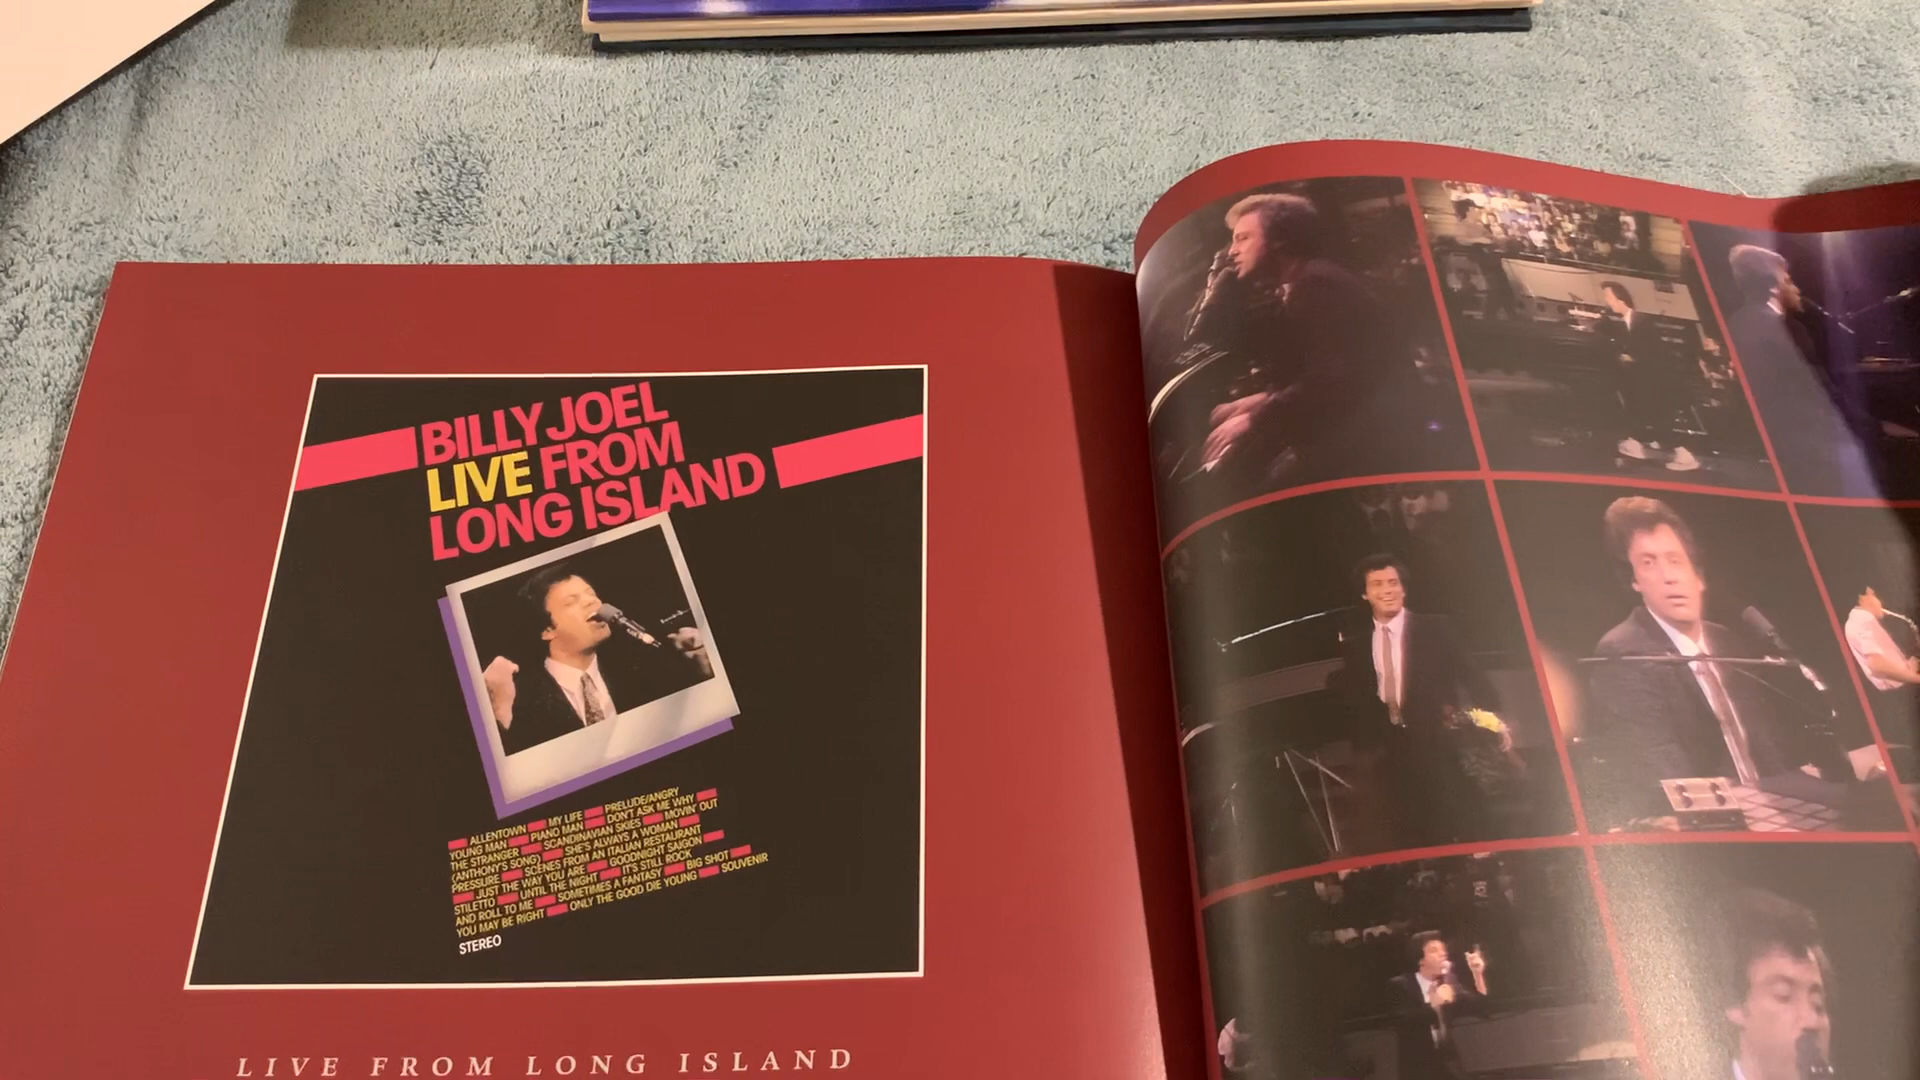 BILLY JOEL
LIVE FROM
LONG ISLAND
ALLENTOWN MY LIFE PRELUDE/ANGRY
YOUNG MAN PIANO MAN DON'T ASK ME WHY
THE STRANGER SCANDINAVIAN SKIES MOVIN' OUT
(ANTHONY'S SONG) SHE'S ALWAYS A WOMAN
PRESSURE SCENES FROM AN ITALIAN RESTAURANT
JUST THE WAY YOU ARE GOODNIGHT SAIGON
STILETTO UNTIL THE NIGHT IT'S STILL ROCK
AND ROLL TO ME SOMETIMES A FANTASY BIG SHOT
YOU MAY BE RIGHT ONLY THE GOOD DIE YOUNG SOUVENIR
STEREO
LIVE FROM LONG ISLAND